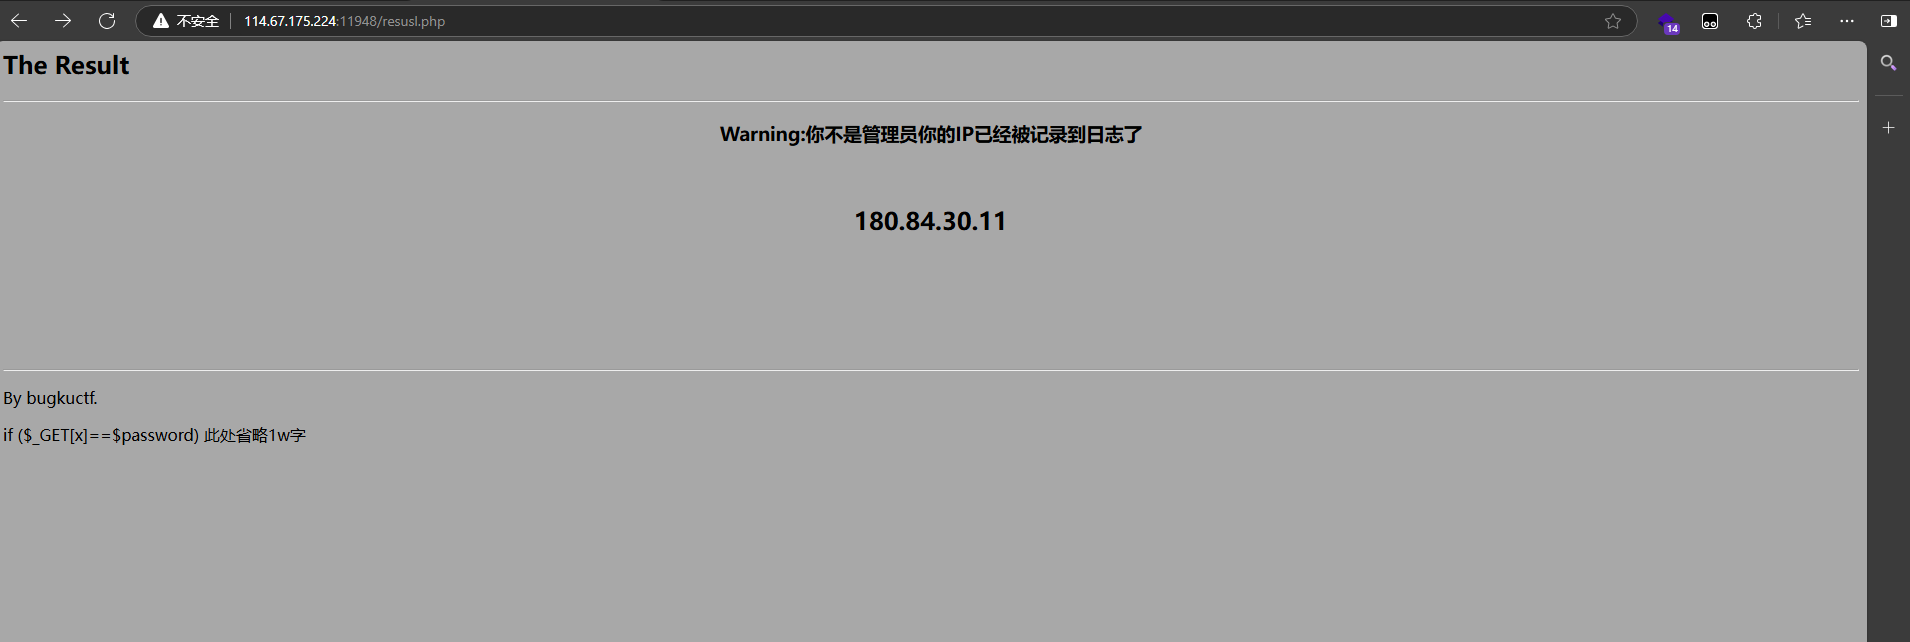 不安全 114.67.175.224:11948/resusl.php
14
The Result
Warning:你不是管理员你的IP已经被记录到日志了
180.84.30.11
By bugkuctf.
if ($_GET[x]==$password) 此处省略1w字